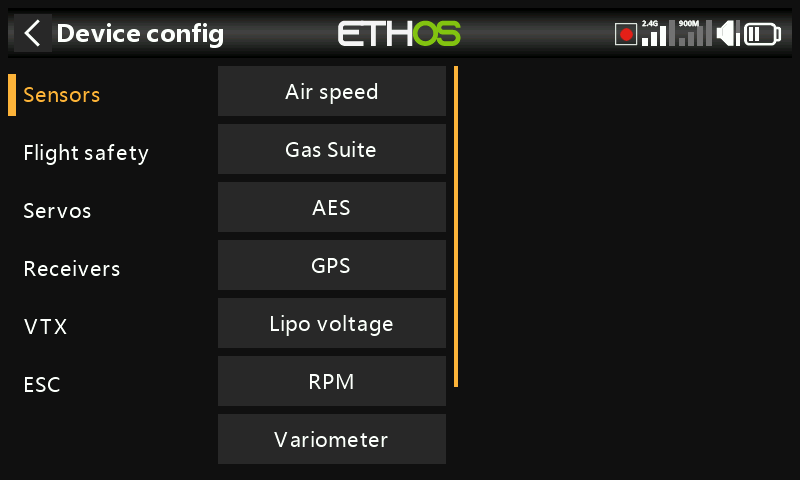 Device config
ETHOS
2.4G
900M
Sensors
Flight safety
Servos
Receivers
VTX
ESC
Air speed
Gas Suite
AES
GPS
Lipo voltage
RPM
Variometer